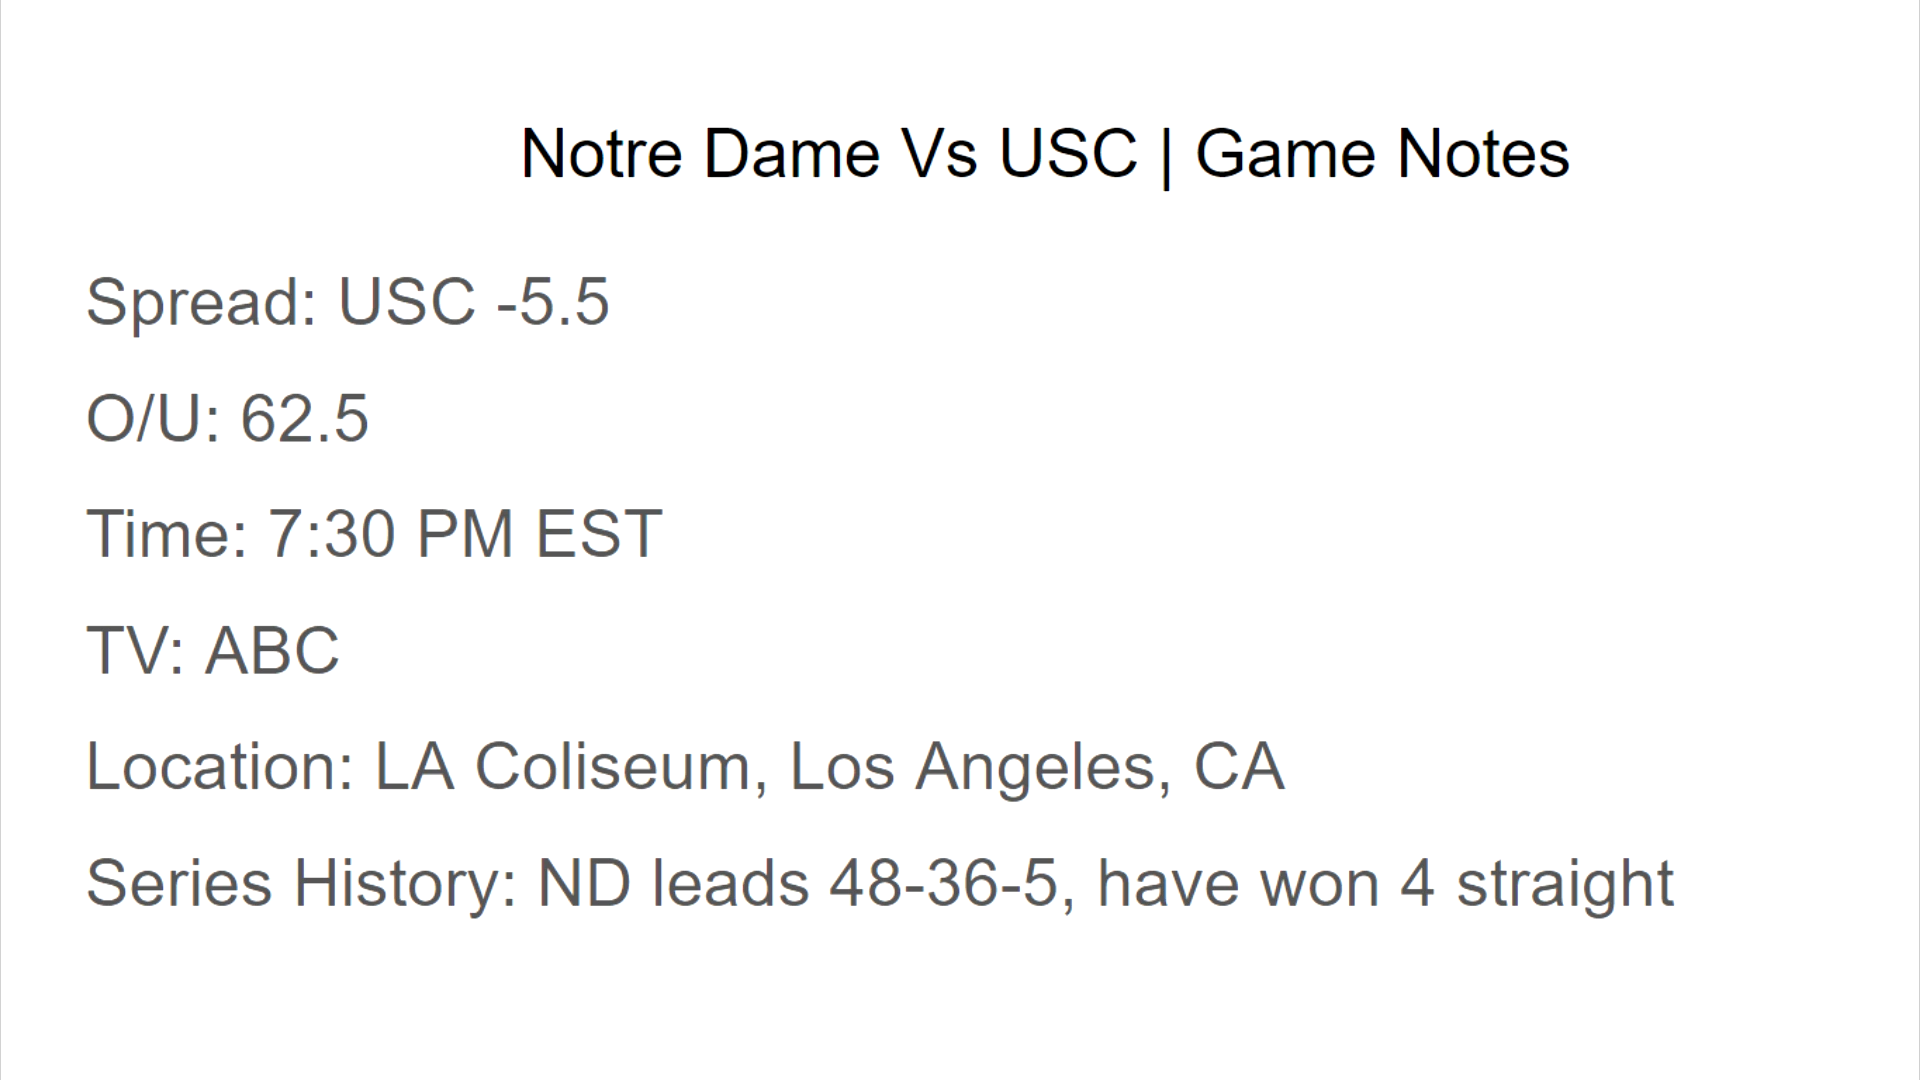 Notre Dame Vs USC | Game Notes
Spread: USC -5.5
O/U: 62.5
Time: 7:30 PM EST
TV: ABC
Location: LA Coliseum, Los Angeles, CA
Series History: ND leads 48-36-5, have won 4 straight